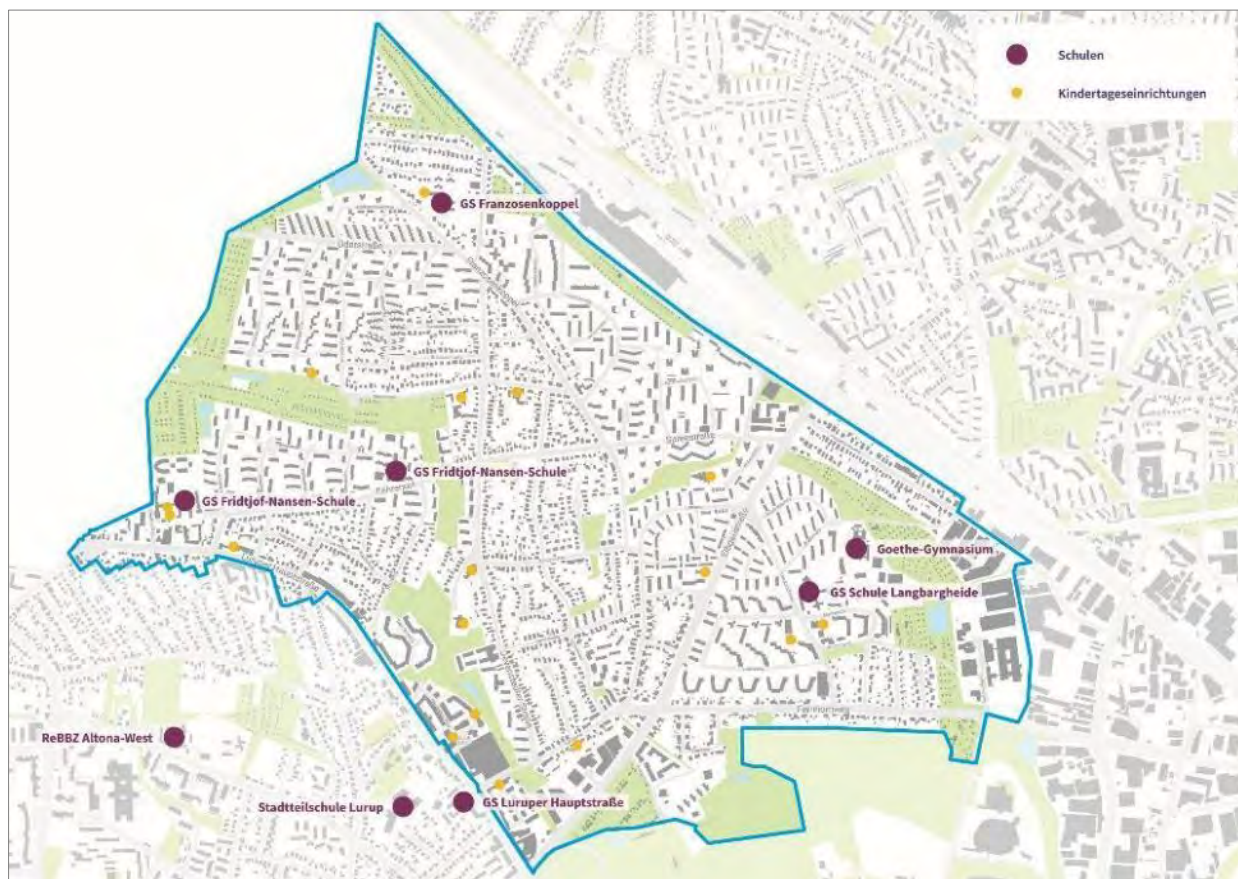 Schulen
Kindertageseinrichtungen
GS Franzosenkoppel
GS Fridtjof-Nansen-Schule
GS Fridtjof-Nansen-Schule
Goethe-Gymnasium
GS Schule Langbargheide
ReBBZ Altona-West
Stadtteilschule Lurup
GS Luruper Hauptstraße